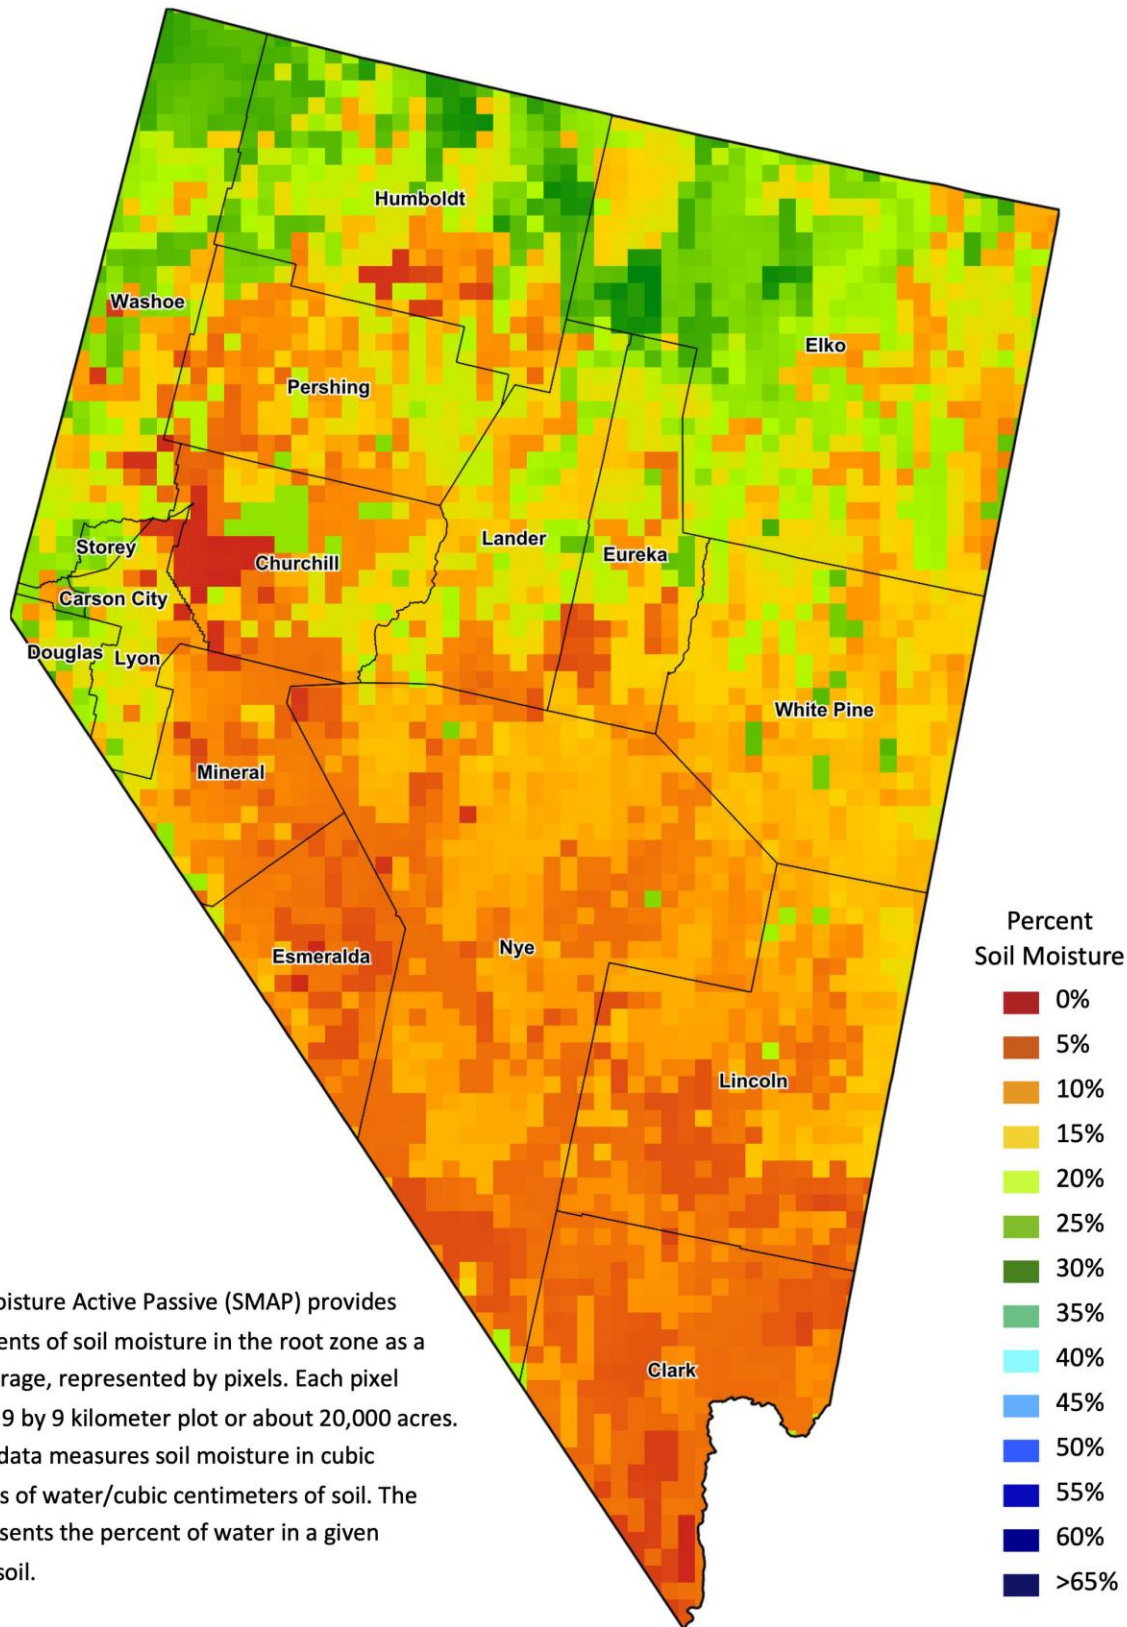 Humboldt
Washoe
Elko
Pershing
Lander
Storey
Churchill
Eureka
Carson City
Douglas
Lyon
White Pine
Mineral
Nye
Esmeralda
Lincoln
Clark
Percent
Soil Moisture
0%
5%
10%
15%
20%
25%
30%
35%
40%
45%
50%
55%
60%
>65%
oisture Active Passive (SMAP) provides
ents of soil moisture in the root zone as a
rage, represented by pixels. Each pixel
9 by 9 kilometer plot or about 20,000 acres.
data measures soil moisture in cubic
s of water/cubic centimeters of soil. The
sents the percent of water in a given
soil.